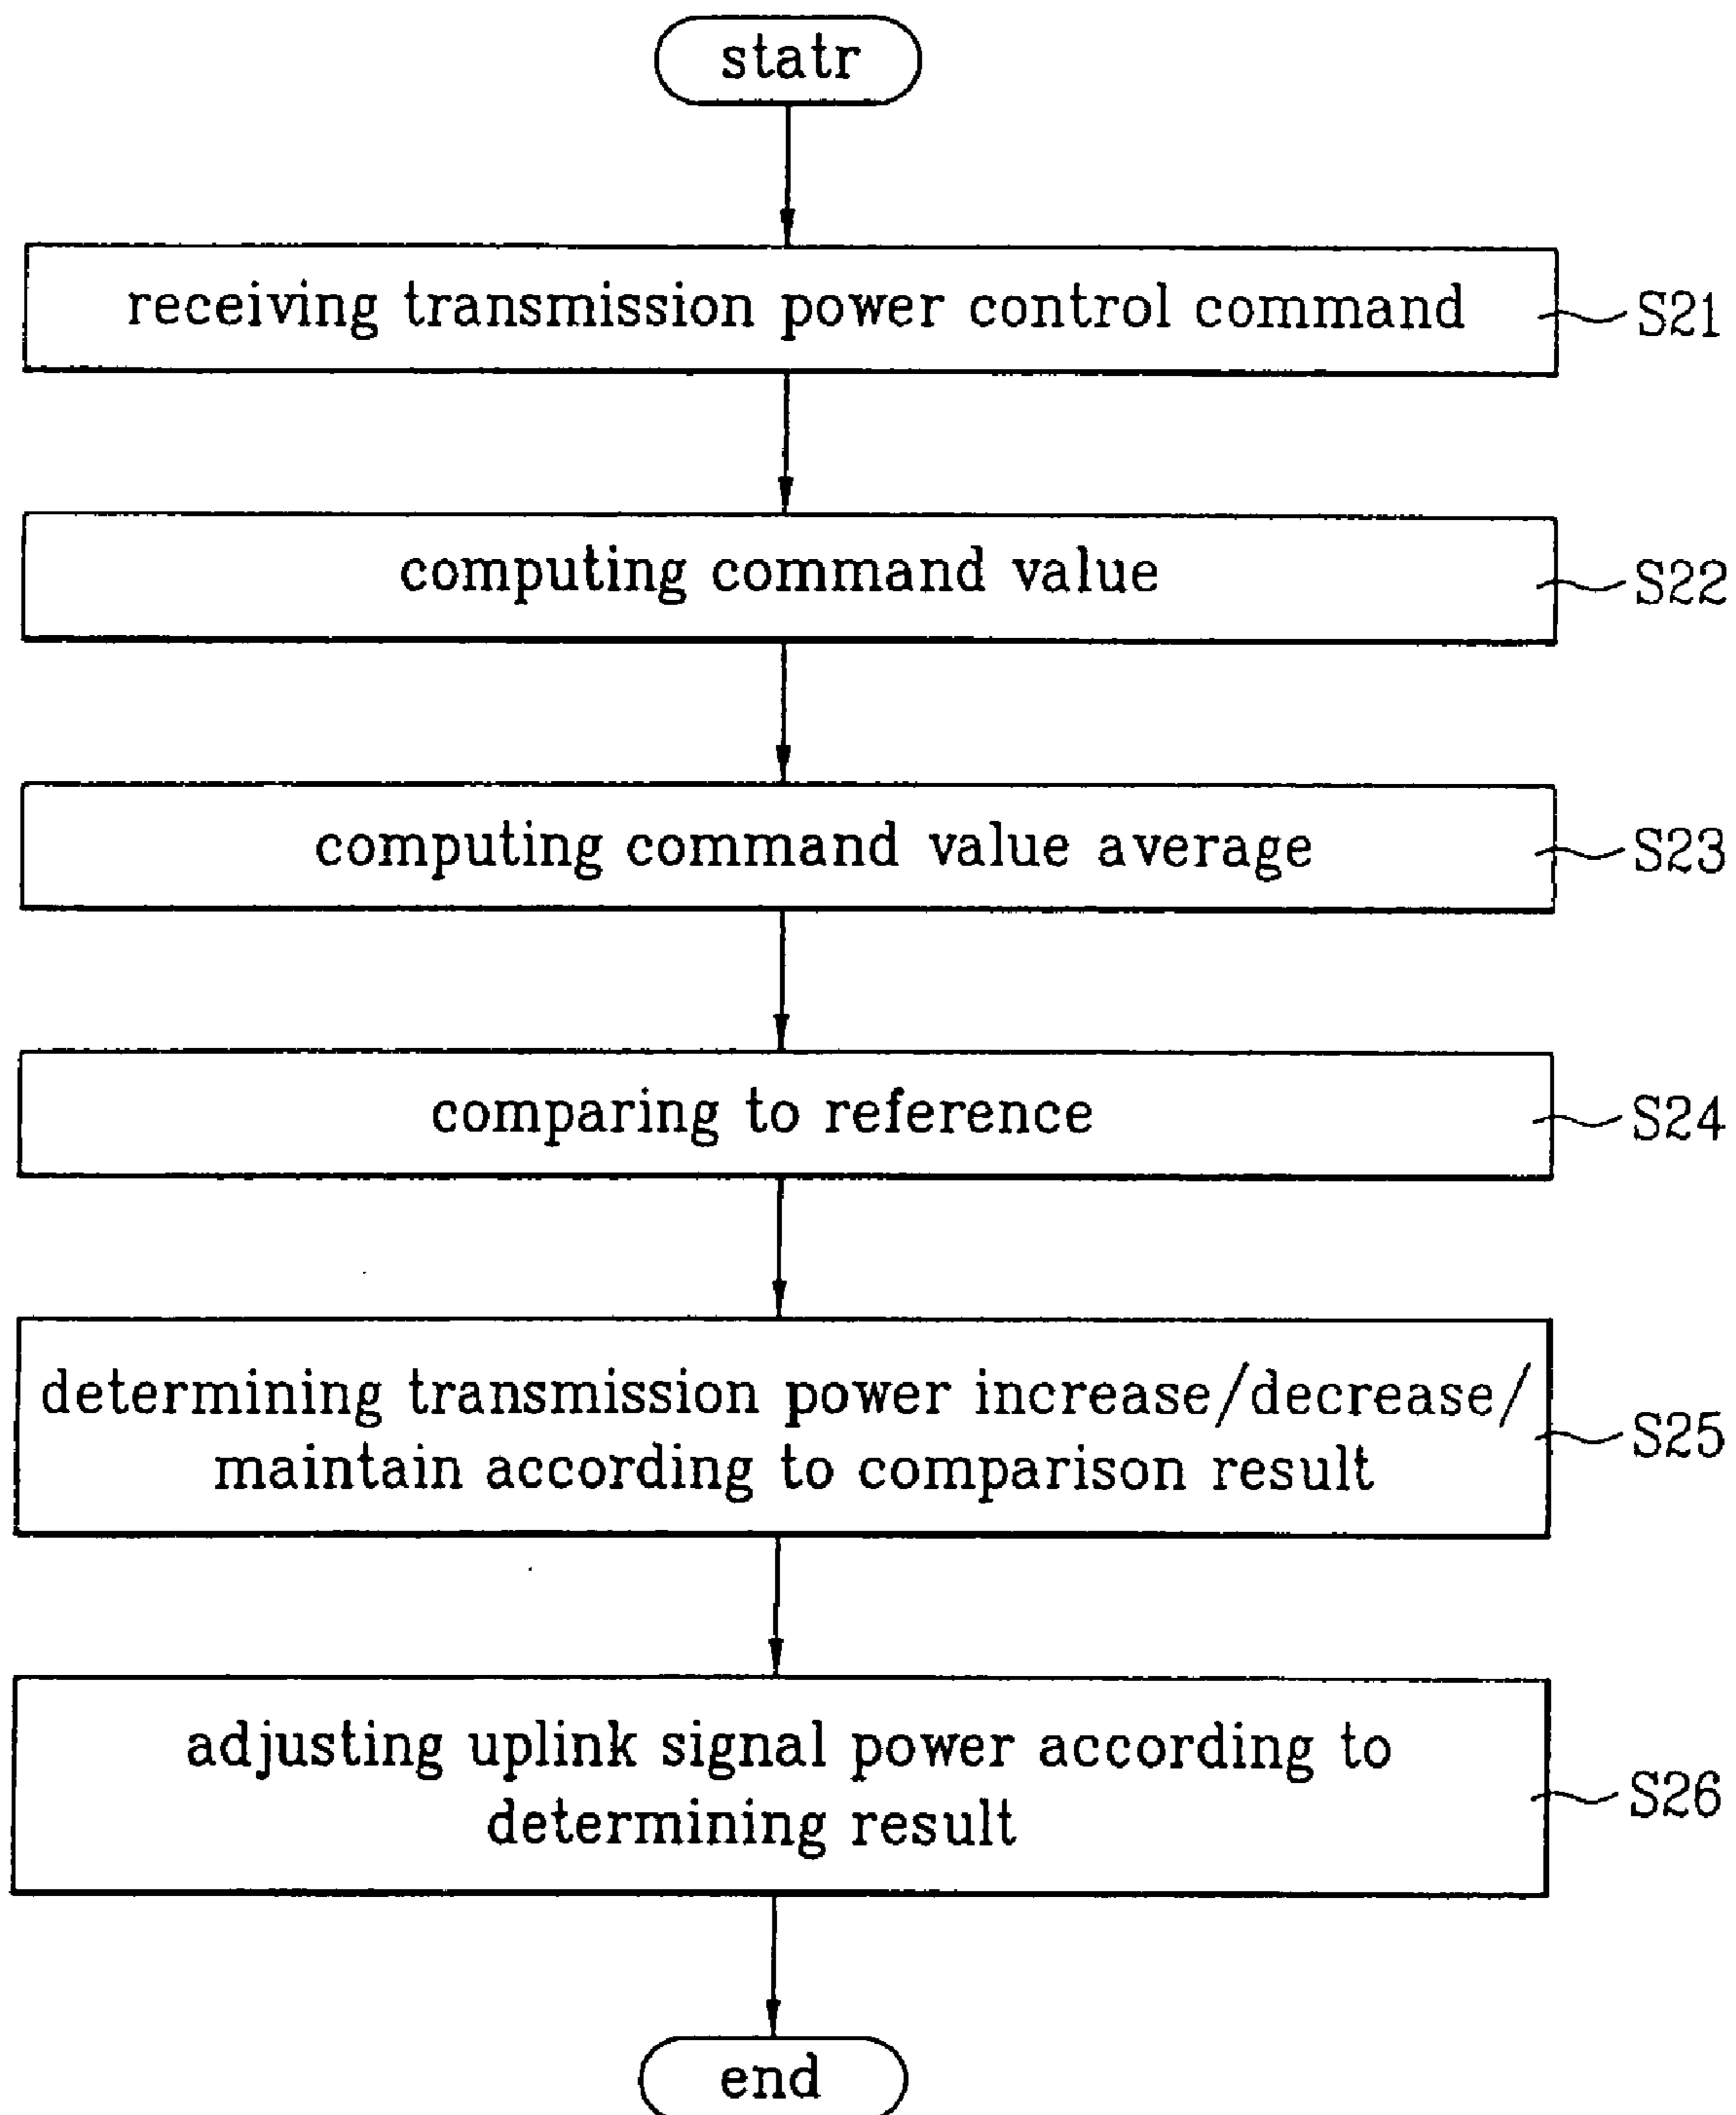 statr
receiving transmission power control command
S21
computing command value
S22
computing command value average
S23
comparing to reference
S24
determining transmission power increase/decrease/
maintain according to comparison result
S25
adjusting uplink signal power according to
determining result
S26
end